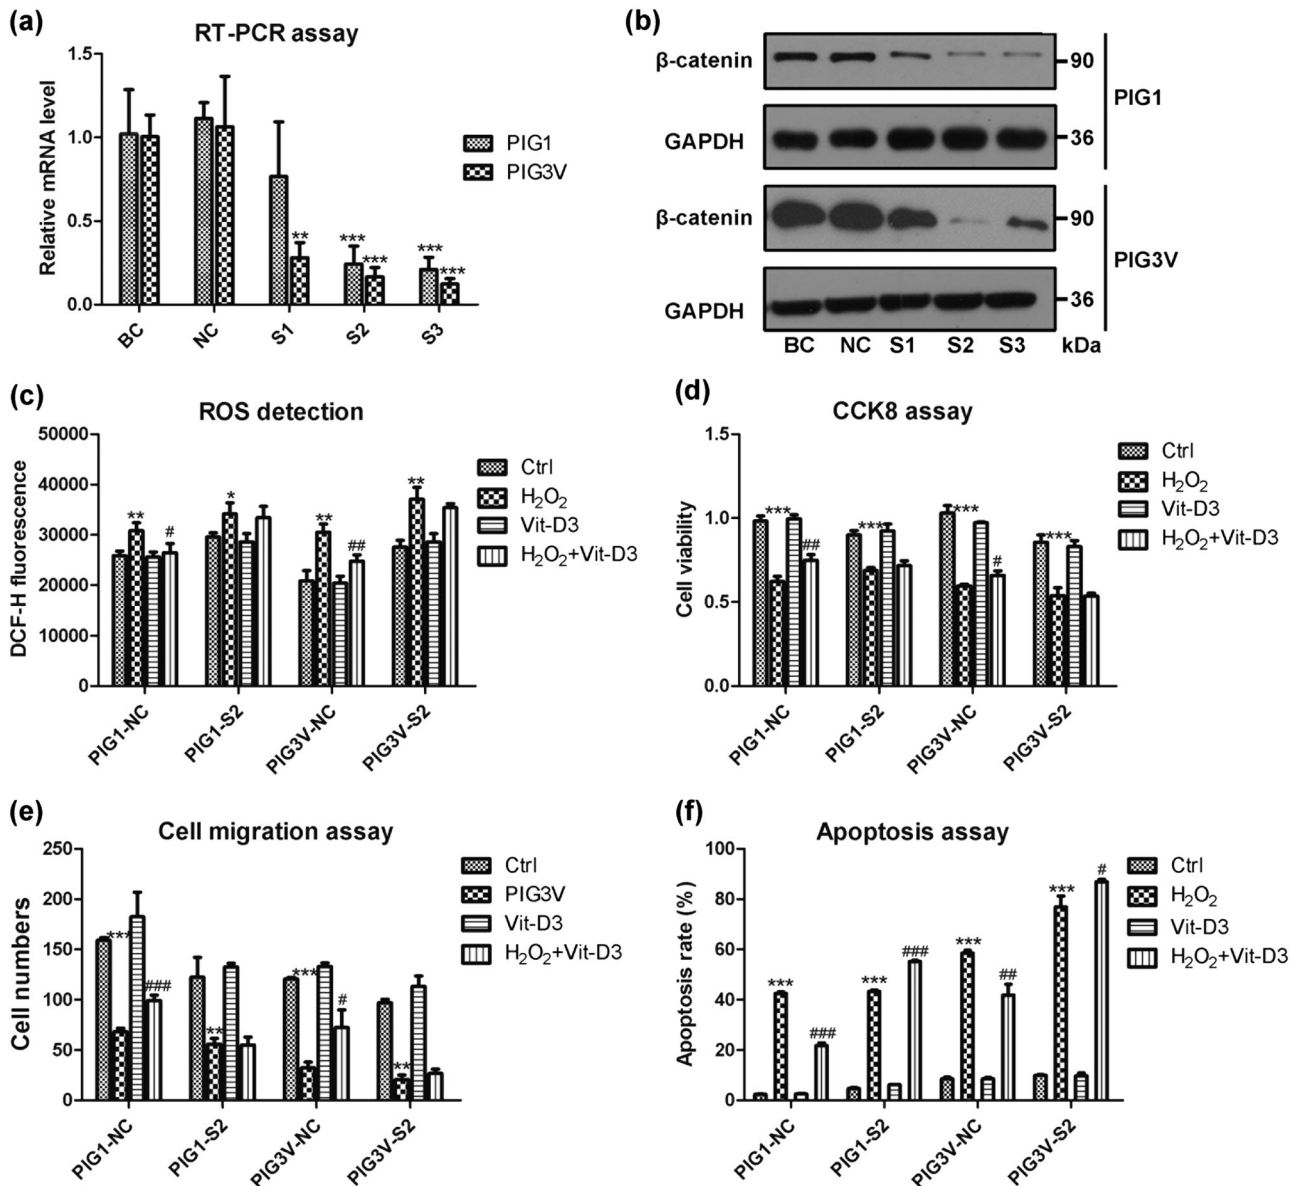 (a)
RT-PCR assay
Relative mRNA level
1.5
1.0
0.5
0.0
**
***
***
***
***
BC
NC
S1
S2
S3
PIG1
PIG3V
(b)
β-catenin
90
GAPDH
36
PIG1
β-catenin
90
GAPDH
36
PIG3V
BC NC S1 S2 S3 kDa
(c)
ROS detection
DCF-H fluorescence
50000
40000
30000
20000
10000
0
**
#
*
**
##
**
PIG1-NC
PIG1-S2
PIG3V-NC
PIG3V-S2
Ctrl
H₂O₂
Vit-D3
H₂O₂+Vit-D3
(d)
CCK8 assay
Cell viability
1.5
1.0
0.5
0.0
***
##
***
***
#
***
PIG1-NC
PIG1-S2
PIG3V-NC
PIG3V-S2
Ctrl
H₂O₂
Vit-D3
H₂O₂+Vit-D3
(e)
Cell migration assay
Cell numbers
250
200
150
100
50
0
***
###
**
***
#
**
PIG1-NC
PIG1-S2
PIG3V-NC
PIG3V-S2
Ctrl
PIG3V
Vit-D3
H₂O₂+Vit-D3
(f)
Apoptosis assay
Apoptosis rate (%)
100
80
60
40
20
0
***
###
***
###
***
##
***
#
PIG1-NC
PIG1-S2
PIG3V-NC
PIG3V-S2
Ctrl
H₂O₂
Vit-D3
H₂O₂+Vit-D3